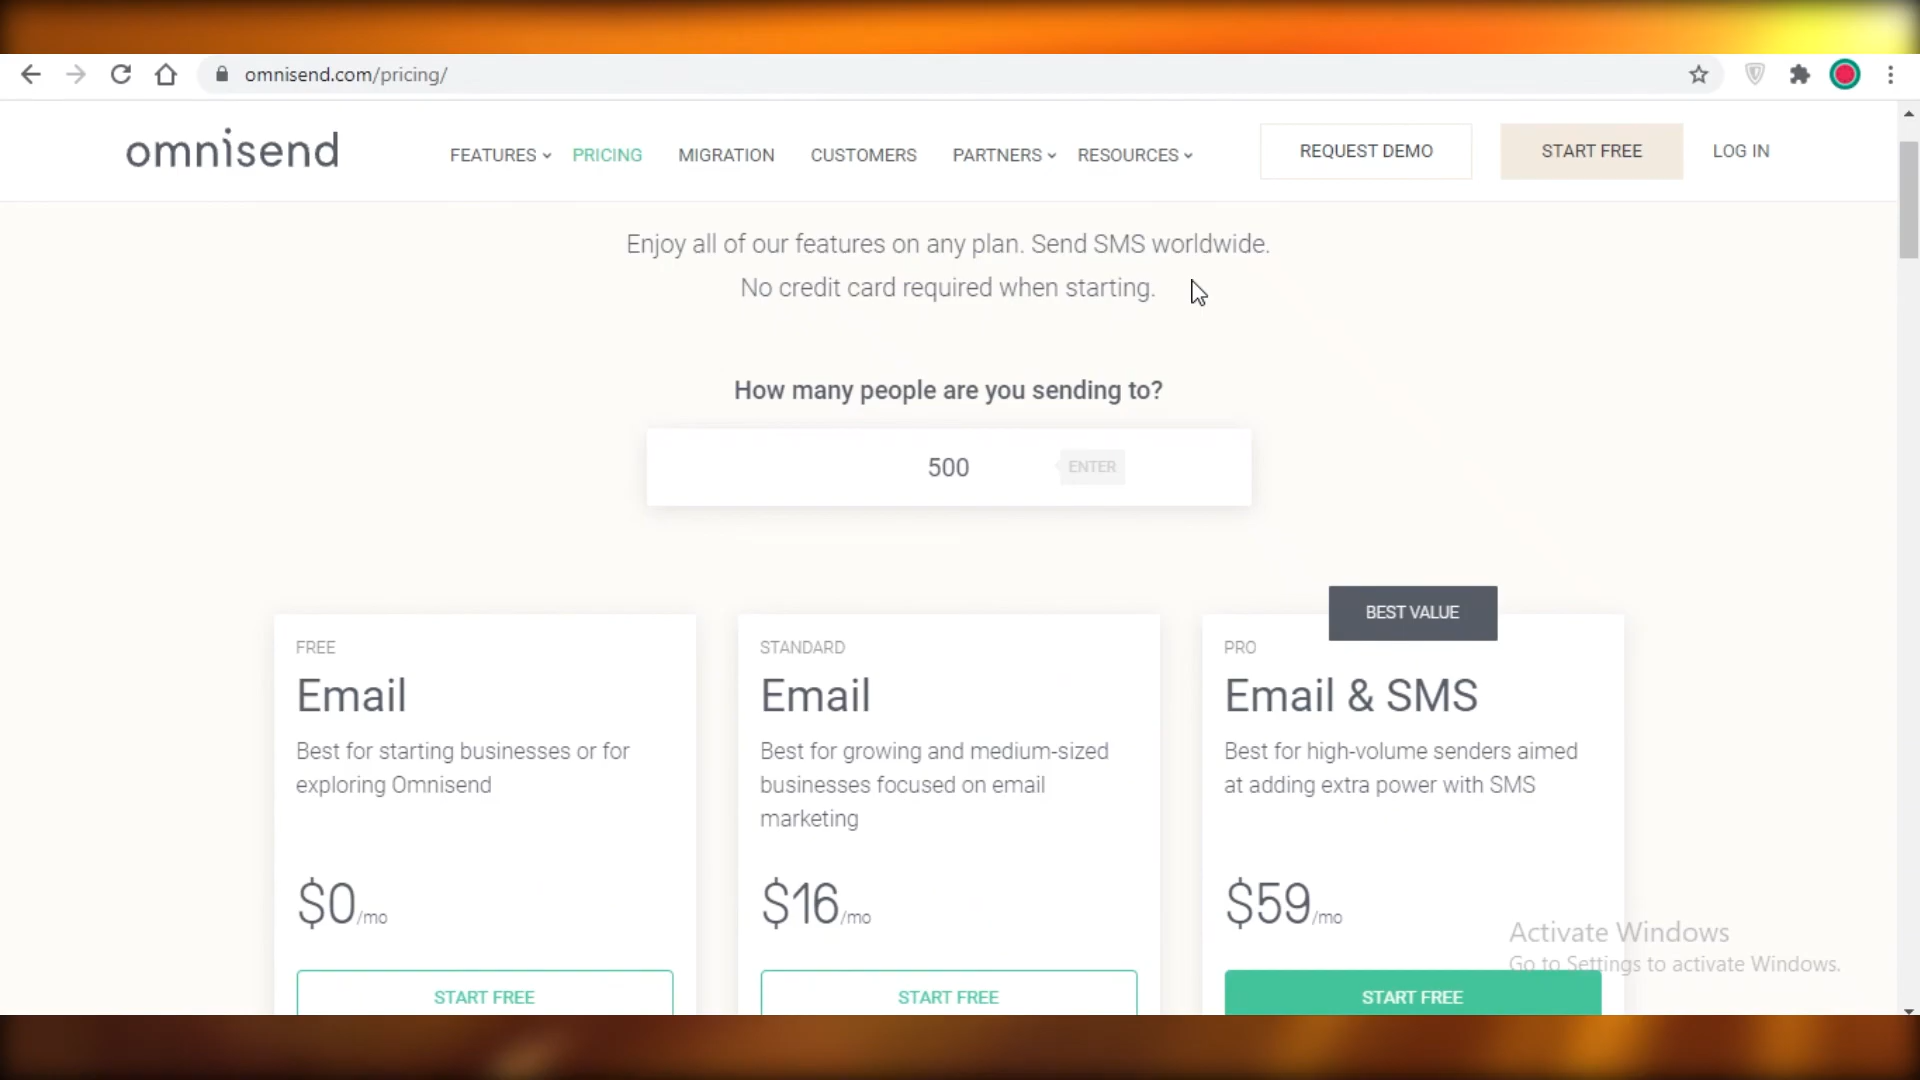 omnisend.com/pricing/
omnisend
FEATURES
PRICING
MIGRATION
CUSTOMERS
PARTNERS
RESOURCES
REQUEST DEMO
START FREE
LOG IN
Enjoy all of our features on any plan. Send SMS worldwide.
No credit card required when starting.
How many people are you sending to?
500
ENTER
FREE
Email
Best for starting businesses or for
exploring Omnisend
$0/mo
START FREE
STANDARD
Email
Best for growing and medium-sized
businesses focused on email
marketing
$16/mo
START FREE
BEST VALUE
PRO
Email & SMS
Best for high-volume senders aimed
at adding extra power with SMS
$59/mo
START FREE
Activate Windows
Go to Settings to activate Windows.